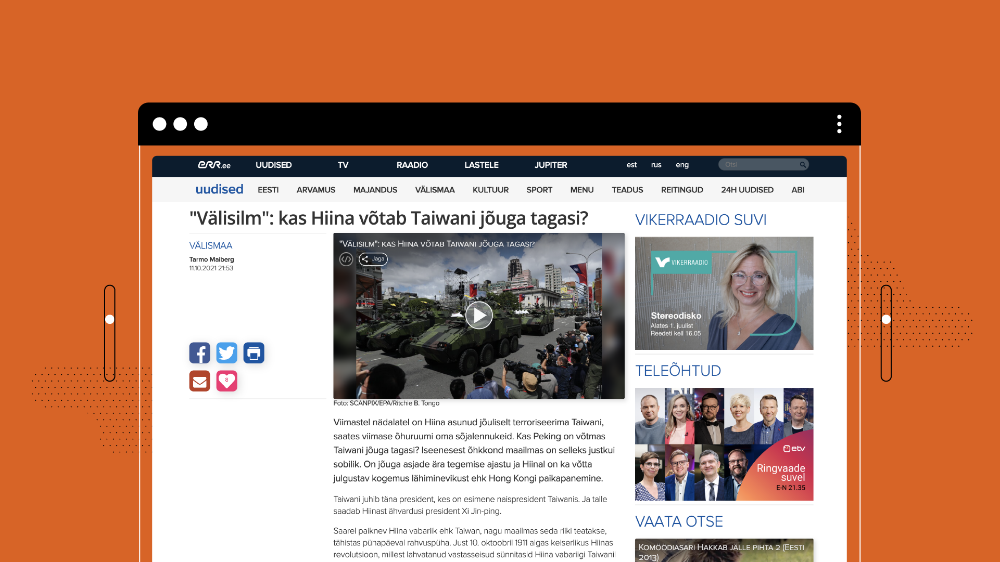 err.ee UUDISED TV RAADIO LASTELE JUPITER est rus eng Otsi
uudised EESTI ARVAMUS MAJANDUS VÄLISMAA KULTUUR SPORT MENU TEADUS REITINGUD 24H UUDISED ABI
"Välisilm": kas Hiina võtab Taiwani jõuga tagasi?
VÄLISMAA
Tarmo Maiberg
11.10.2021 21:53
8
"VÄLISILM": KAS HIINA VÕTAB TAIWANI JÕUGA TAGASI?
</> Jaga
Foto: SCANPIX/EPA/Ritchie B. Tongo
Viimastel nädalatel on Hiina asunud jõuliselt terroriseerima Taiwani,
saates viimase õhuruumi oma sõjalennukeid. Kas Peking on võtmas
Taiwani jõuga tagasi? Iseenesest õhkkond maailmas on selleks justkui
sobilik. On jõuga asjade ära tegemise ajastu ja Hiinal on ka võtta
julgustav kogemus lähiminevikust ehk Hong Kongi paikapanemine.
Taiwani juhib täna president, kes on esimene naispresident Taiwanis. Ja talle
saadab Hiinast ähvardusi president Xi Jin-ping.
Saarel paiknev Hiina vabariik ehk Taiwan, nagu maailmas seda riiki teatakse,
tähistas pühapäeval rahvuspüha. Just 10. oktoobril 1911 algas keiserlikus Hiinas
revolutsioon, millest lahvatanud vastasseisud sünnitasid Hiina vabariigi Taiwanil
VIKERRAADIO SUVI
VIKERRAADIO
Stereodisko
Alates 1. juulist
Reedeti kell 16.05
TELEÕHTUD
etv
Ringvaade
suvel
E-N 21.35
VAATA OTSE
KOMÖÖDIASARI HAKKAB JÄLLE PIHTA 2 (EESTI
2013)